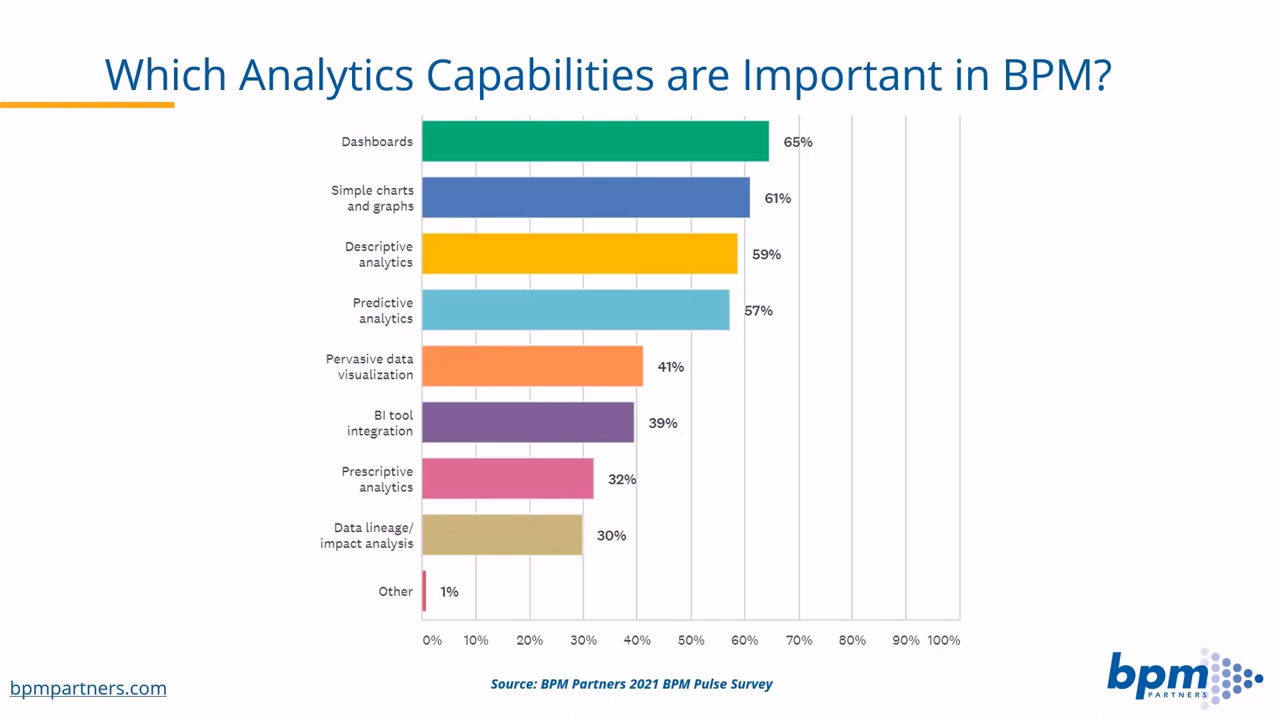 Which Analytics Capabilities are Important in BPM?
Dashboards
65%
Simple charts
and graphs
61%
Descriptive
analytics
59%
Predictive
analytics
57%
Pervasive data
visualization
41%
BI tool
integration
39%
Prescriptive
analytics
32%
Data lineage/
impact analysis
30%
Other
1%
0% 10% 20% 30% 40% 50% 60% 70% 80% 90% 100%
bpmpartners.com
Source: BPM Partners 2021 BPM Pulse Survey
bpm
PARTNERS